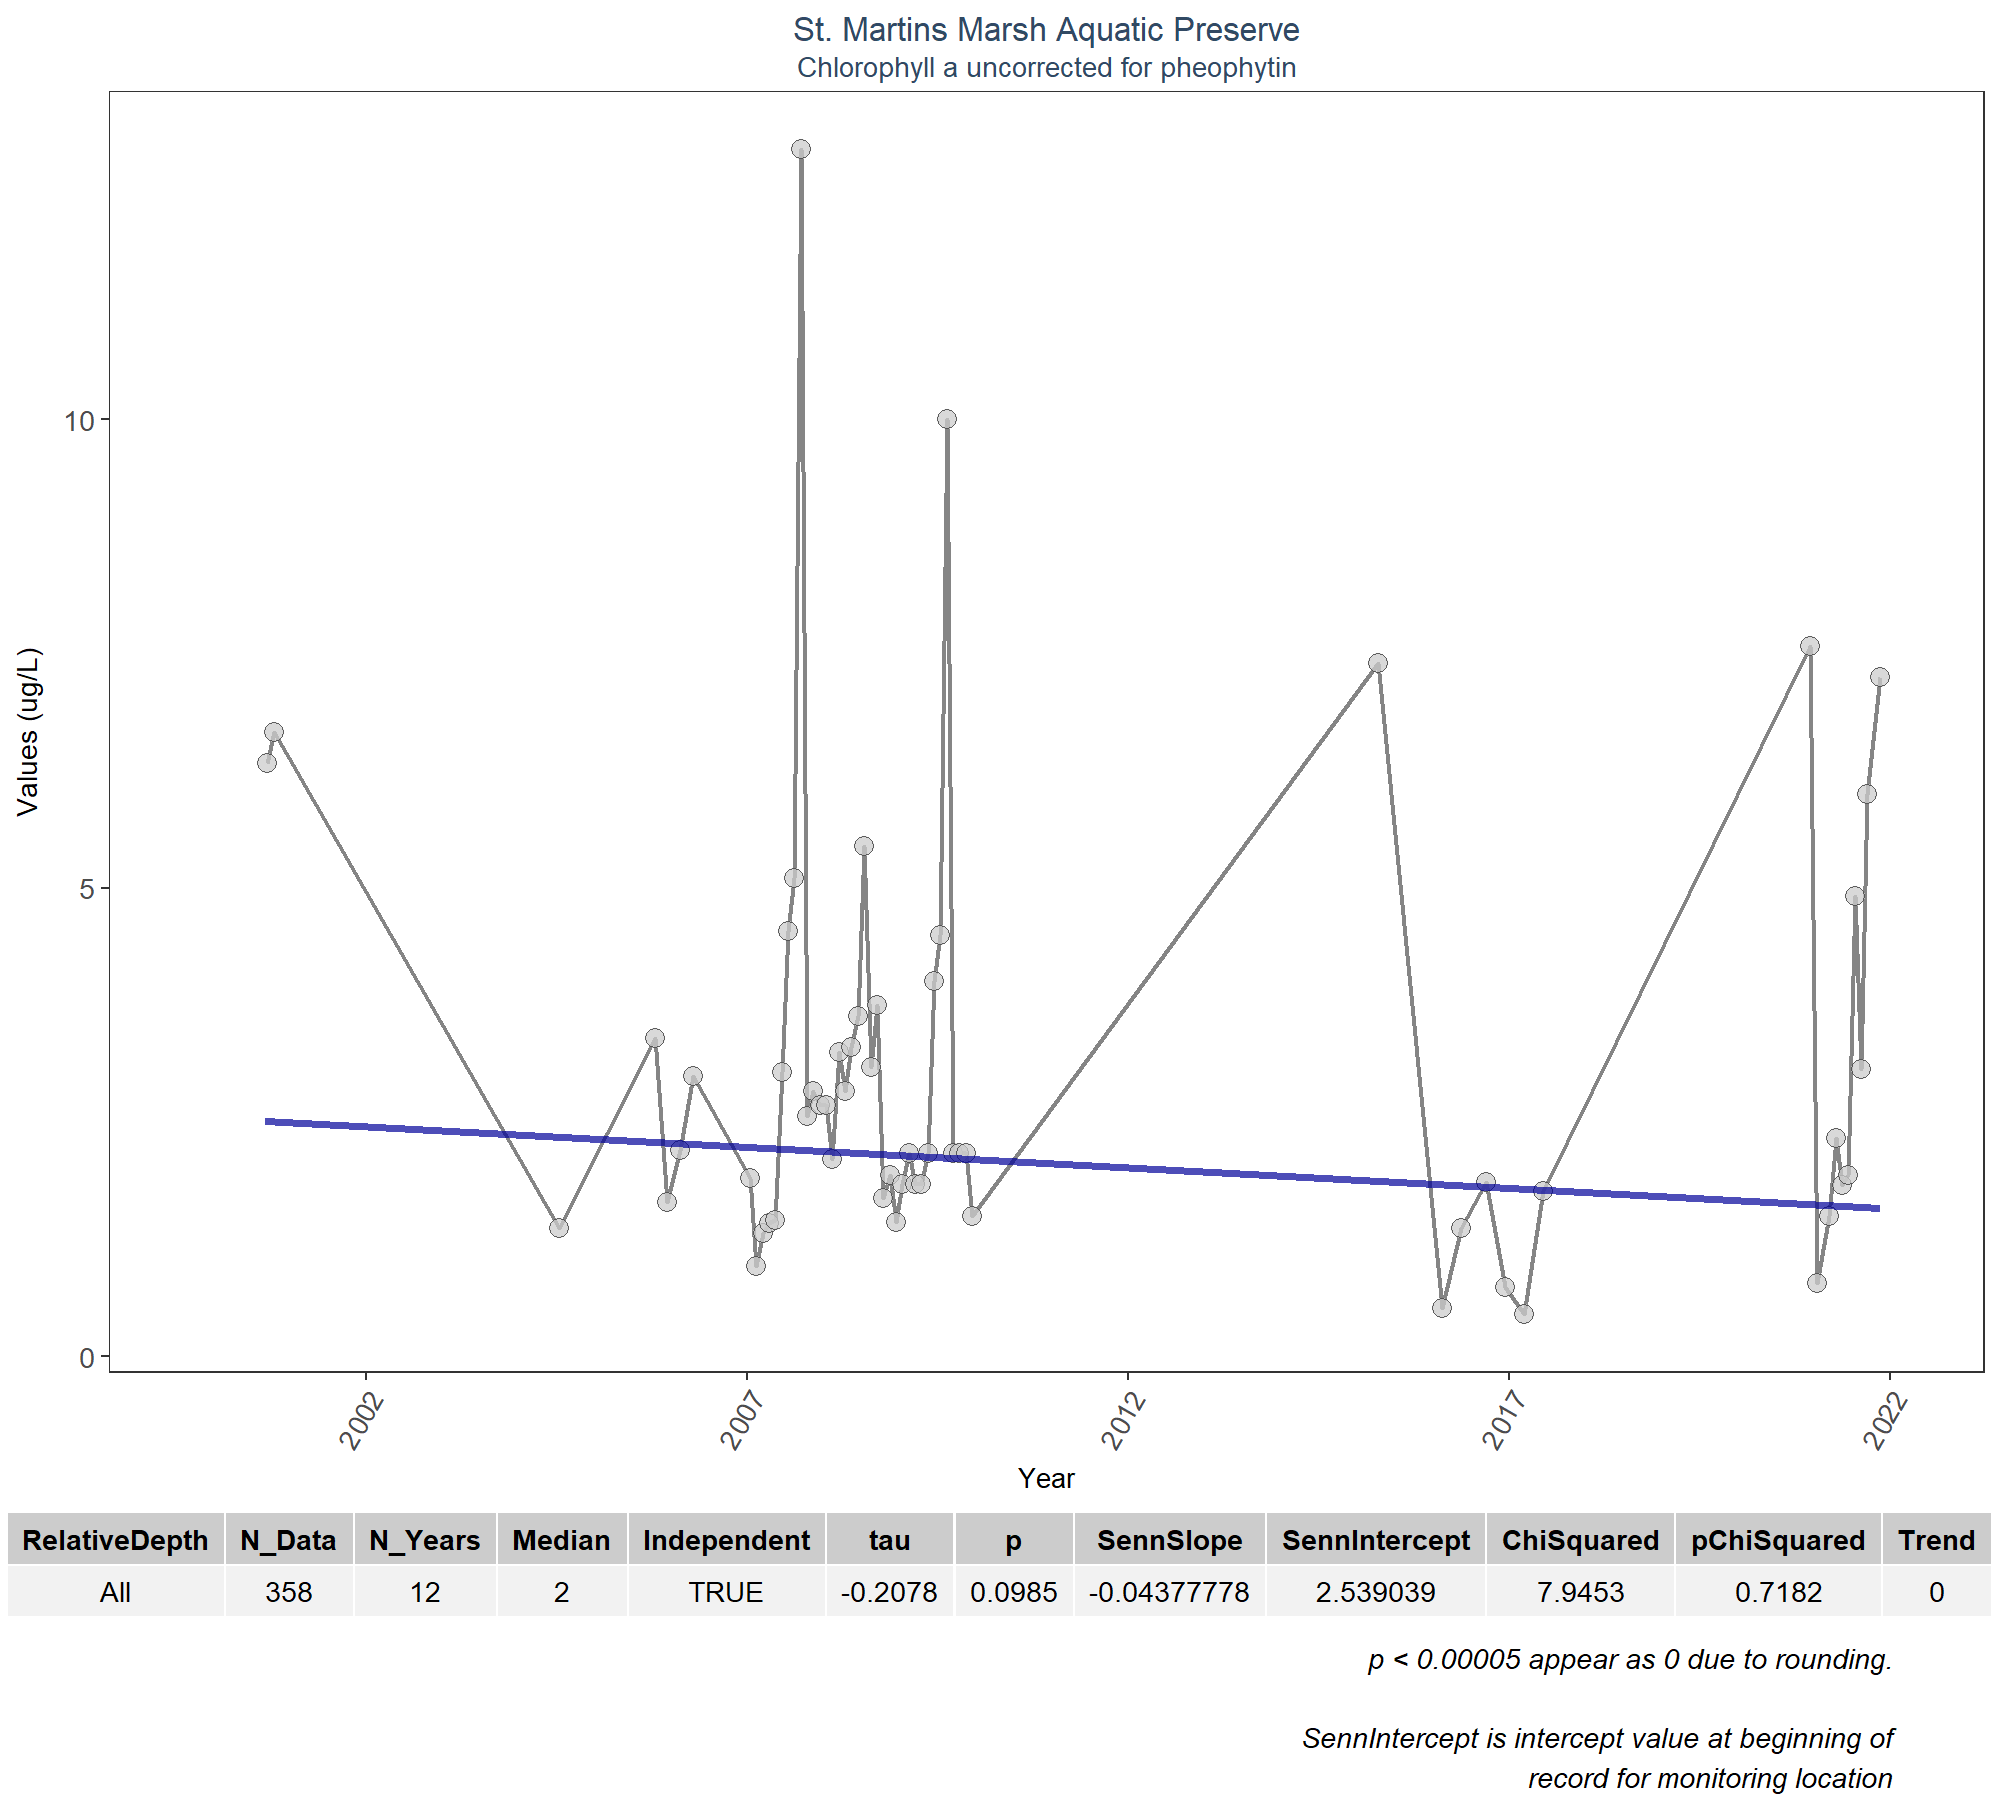 St. Martins Marsh Aquatic Preserve
Chlorophyll a uncorrected for pheophytin
Values (ug/L)
10
5
0
2002 2007 2012 2017 2022
Year
RelativeDepth N_Data N_Years Median Independent tau p SennSlope SennIntercept ChiSquared pChiSquared Trend
All 358 12 2 TRUE -0.2078 0.0985 -0.04377778 2.539039 7.9453 0.7182 0
p < 0.00005 appear as 0 due to rounding.
SennIntercept is intercept value at beginning of
record for monitoring location